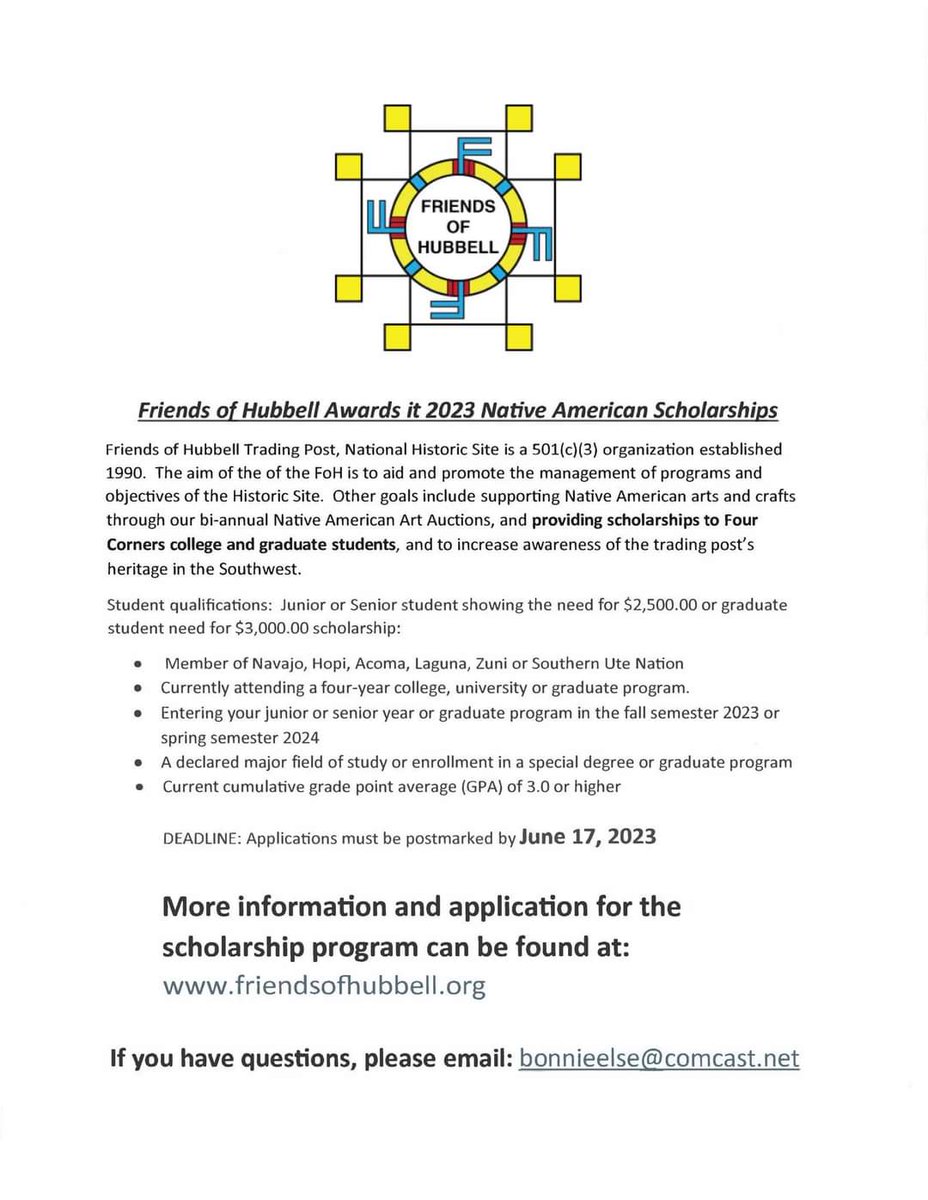 FRIENDS
OF
HUBBELL
Friends of Hubbell Awards it 2023 Native American Scholarships
Friends of Hubbell Trading Post, National Historic Site is a 501(c)(3) organization established
1990.  The aim of the of the FoH is to aid and promote the management of programs and
objectives of the Historic Site.  Other goals include supporting Native American arts and crafts
through our bi-annual Native American Art Auctions, and providing scholarships to Four
Corners college and graduate students, and to increase awareness of the trading post's
heritage in the Southwest.
Student qualifications:  Junior or Senior student showing the need for $2,500.00 or graduate
student need for $3,000.00 scholarship:
• Member of Navajo, Hopi, Acoma, Laguna, Zuni or Southern Ute Nation
• Currently attending a four-year college, university or graduate program.
• Entering your junior or senior year or graduate program in the fall semester 2023 or
spring semester 2024
• A declared major field of study or enrollment in a special degree or graduate program
• Current cumulative grade point average (GPA) of 3.0 or higher
DEADLINE: Applications must be postmarked by June 17, 2023
More information and application for the
scholarship program can be found at:
www.friendsofhubbell.org
If you have questions, please email: bonnieelse@comcast.net